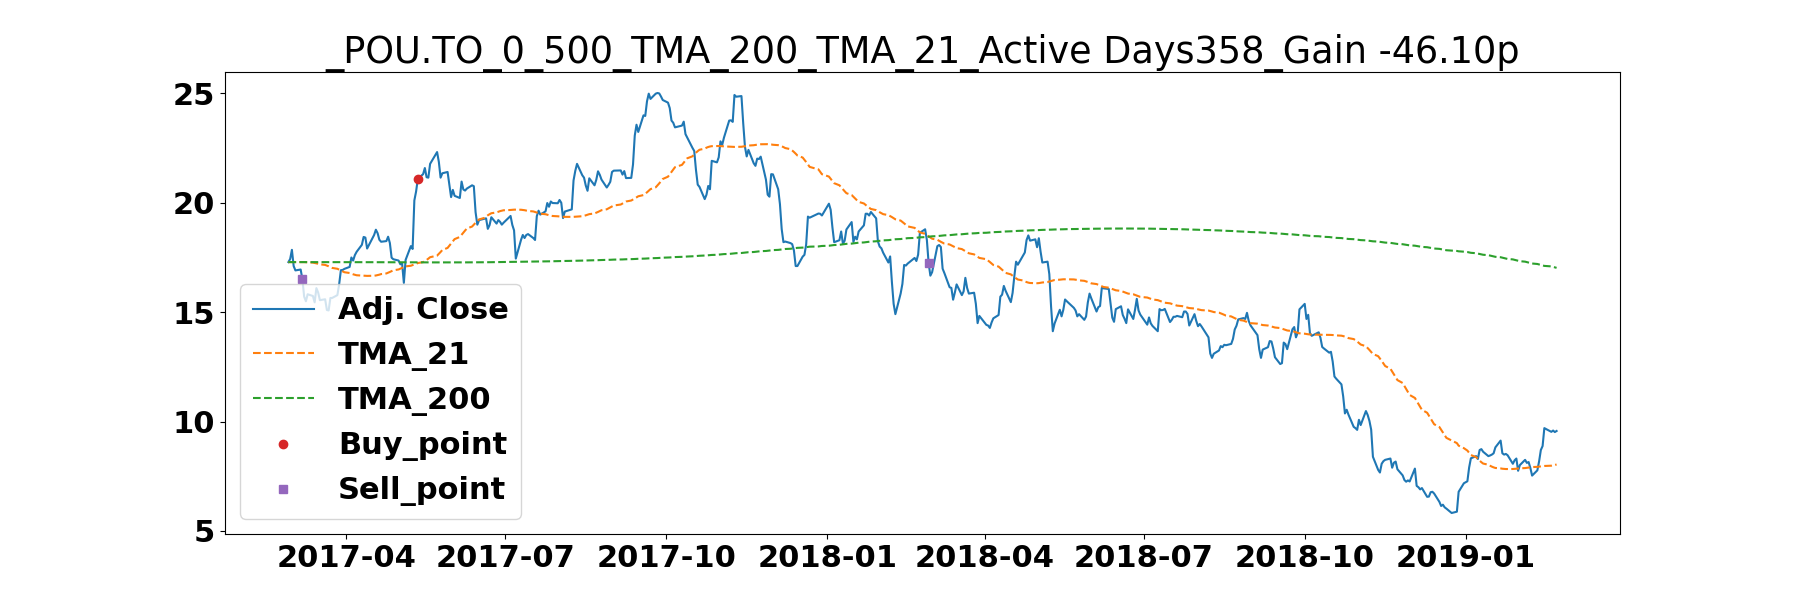 _POU.TO_0_500_TMA_200_TMA_21_Active Days358_Gain -46.10p
25
20
15
10
5
Adj. Close
TMA_21
TMA_200
Buy_point
Sell_point
2017-04 2017-07 2017-10 2018-01 2018-04 2018-07 2018-10 2019-01